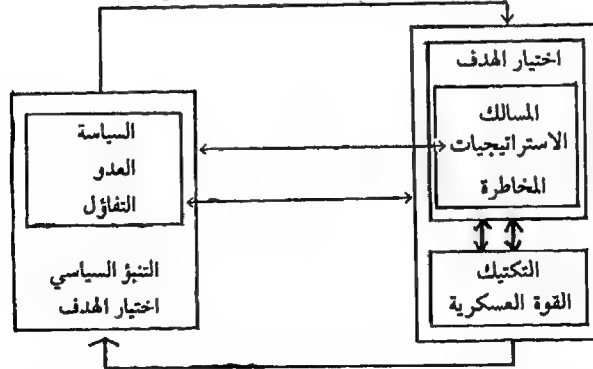 اختيار الهدف
المسالك
الاستراتيجيات
المخاطرة
التكتيك
القوة العسكرية
السياسة
العدو
التفاؤل
التنبؤ السياسي
اختيار الهدف